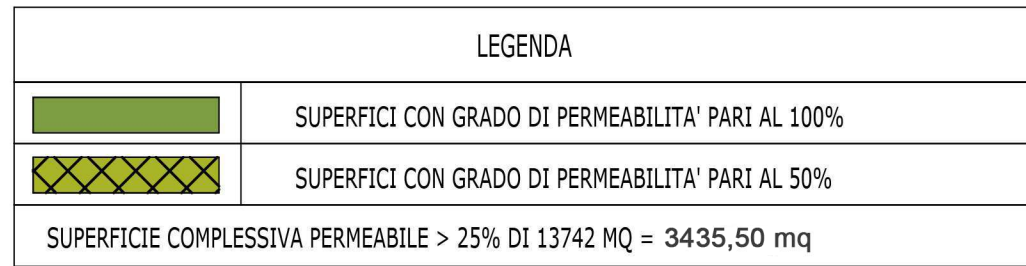 LEGENDA
SUPERFICI CON GRADO DI PERMEABILITA' PARI AL 100%
SUPERFICI CON GRADO DI PERMEABILITA' PARI AL 50%
SUPERFICIE COMPLESSIVA PERMEABILE > 25% DI 13742 MQ = 3435,50 mq